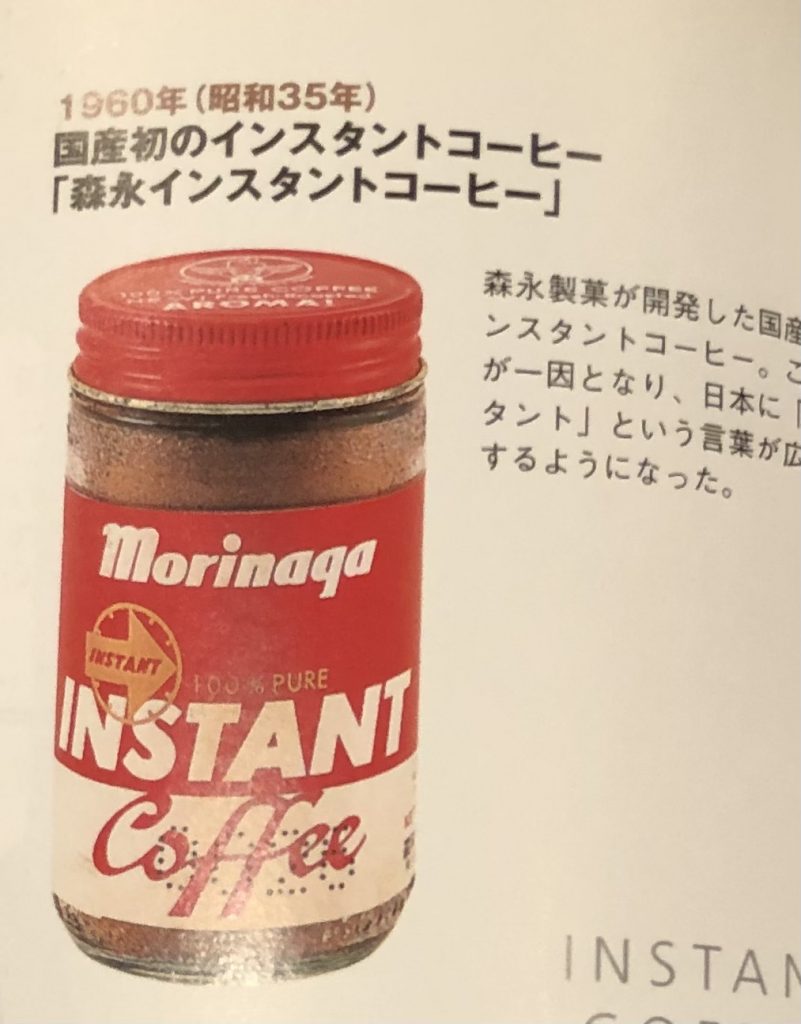 1960年(昭和35年)
国産初のインスタントコーヒー
「森永インスタントコーヒー」
森永製菓が開発した国産
ンスタントコーヒー。こ
が一因となり、日本に「
タント」という言葉が広
するようになった。
100% PURE COFFEE
AROMA!
Morinaga
INSTANT
100% PURE
INSTANT
Coffee
INSTAN